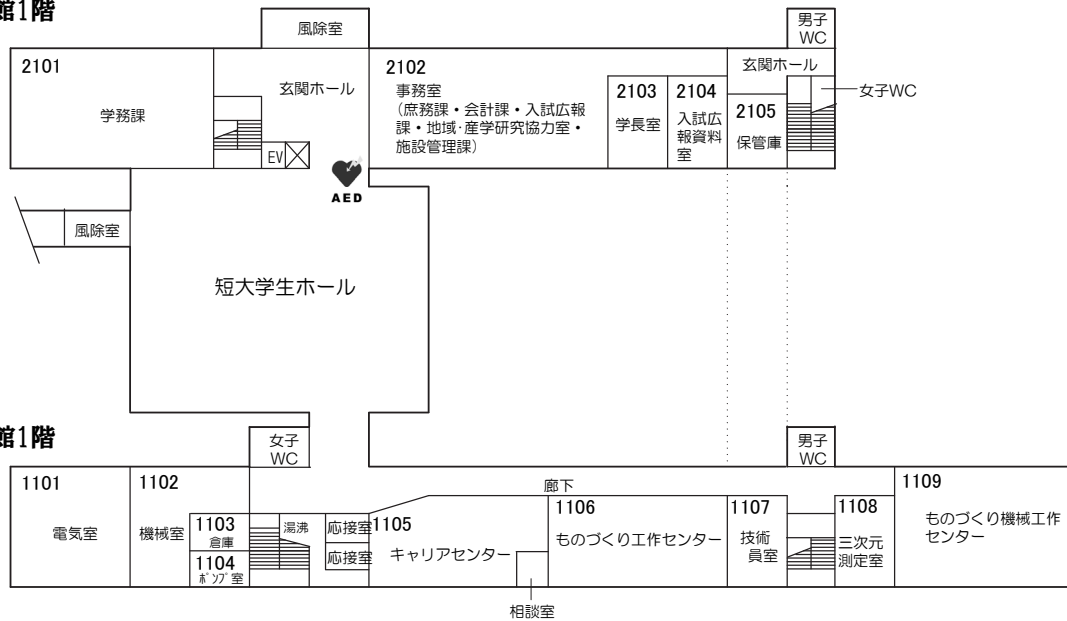 館1階
風除室
男子
WC
2101
学務課
玄関ホール
EV
AED
2102
事務室
(庶務課・会計課・入試広報
課・地域・産学研究協力室・
施設管理課)
2103
学長室
2104
入試広
報資料
室
玄関ホール
2105
保管庫
女子WC
風除室
短大学生ホール
館1階
女子
WC
男子
WC
1101
電気室
1102
機械室
1103
倉庫
1104
ポンプ室
湯沸
応接室
応接室
1105
キャリアセンター
相談室
廊下
1106
ものづくり工作センター
1107
技術
員室
1108
三次元
測定室
1109
ものづくり機械工作
センター